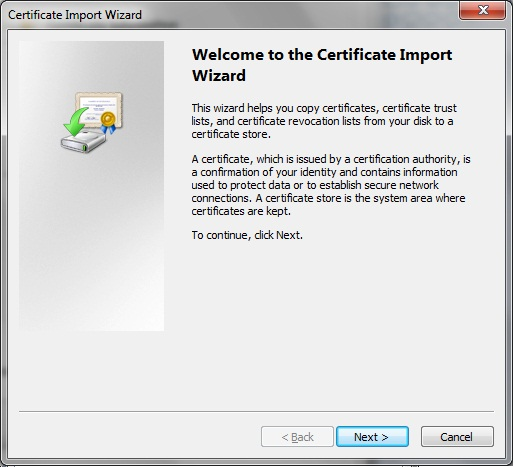 Certificate Import Wizard
Welcome to the Certificate Import
Wizard
This wizard helps you copy certificates, certificate trust
lists, and certificate revocation lists from your disk to a
certificate store.
A certificate, which is issued by a certification authority, is
a confirmation of your identity and contains information
used to protect data or to establish secure network
connections. A certificate store is the system area where
certificates are kept.
To continue, click Next.
< Back
Next >
Cancel